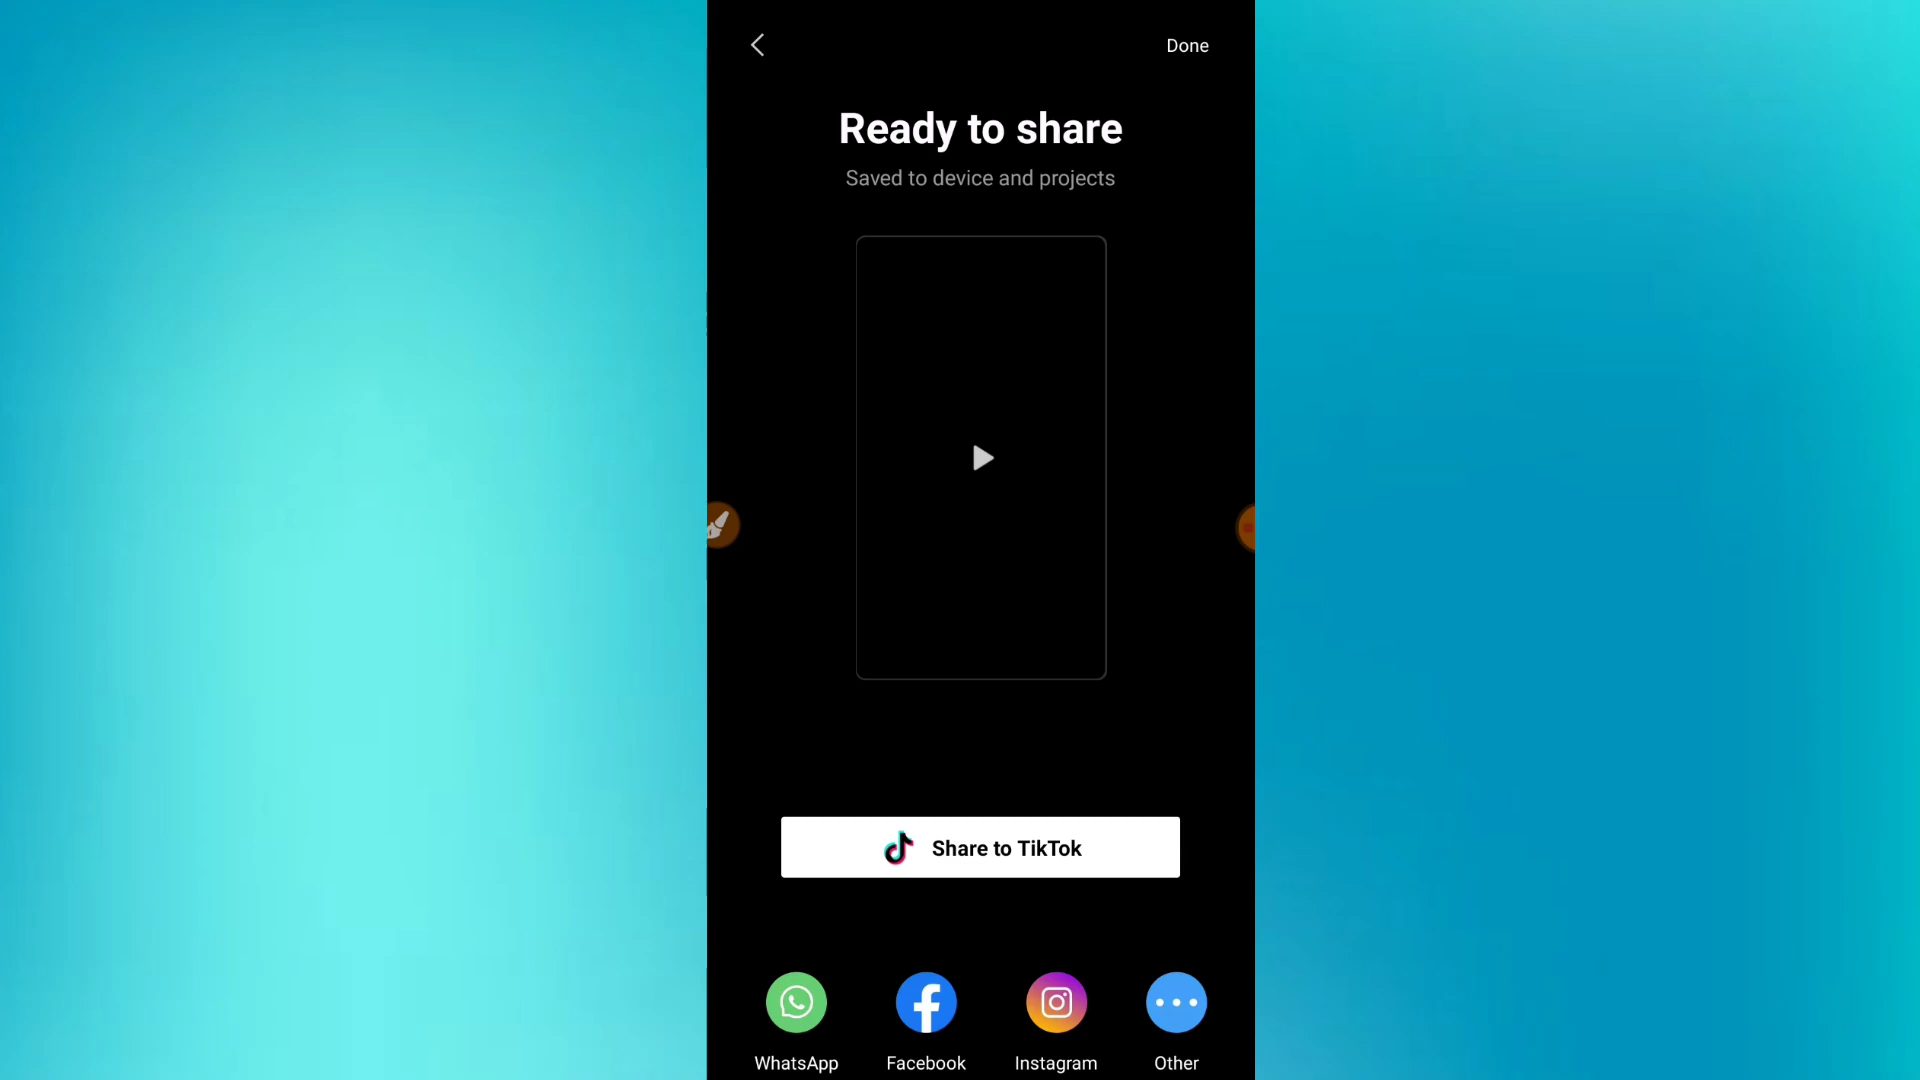 Done
Ready to share
Saved to device and projects
Share to TikTok
WhatsApp Facebook Instagram Other